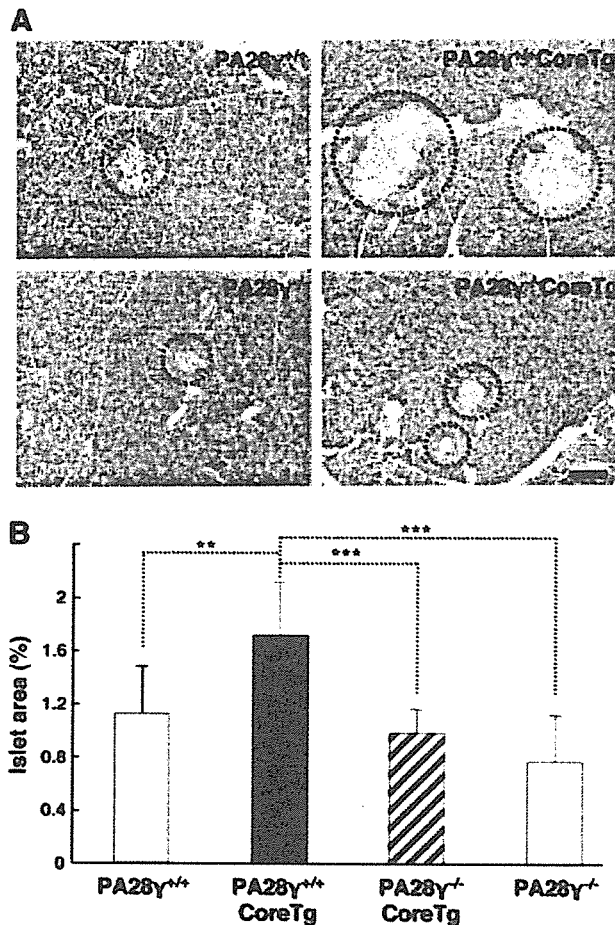 A
PA28γ+/+
PA28γ+/+CoreTg
PA28γ-/-
PA28γ-/-CoreTg
B
**
***
***
Islet area (%)
2
1.6
1.2
0.8
0.4
0
PA28γ+/+
PA28γ+/+
CoreTg
PA28γ-/-
CoreTg
PA28γ-/-